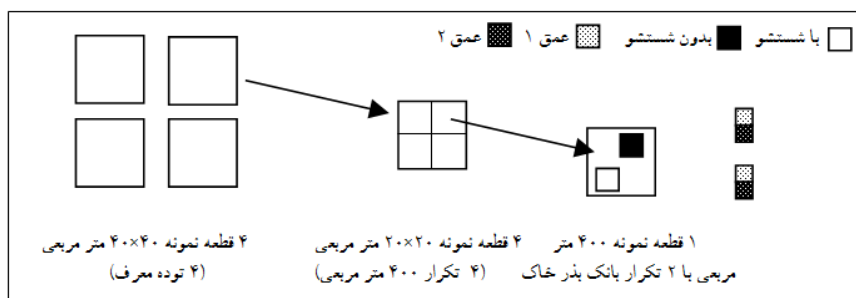 با شستشو بدون شستشو عمق ۱ عمق ۲
۴ قطعه نمونه ۴۰×۴۰ متر مربعی
(۴ توده معرف)
۴ قطعه نمونه ۲۰×۲۰ متر مربعی
(۴ تکرار ۴۰۰ متر مربعی)
۱ قطعه نمونه ۴۰۰ متر
مربعی با ۲ تکرار بانک بذر خاک